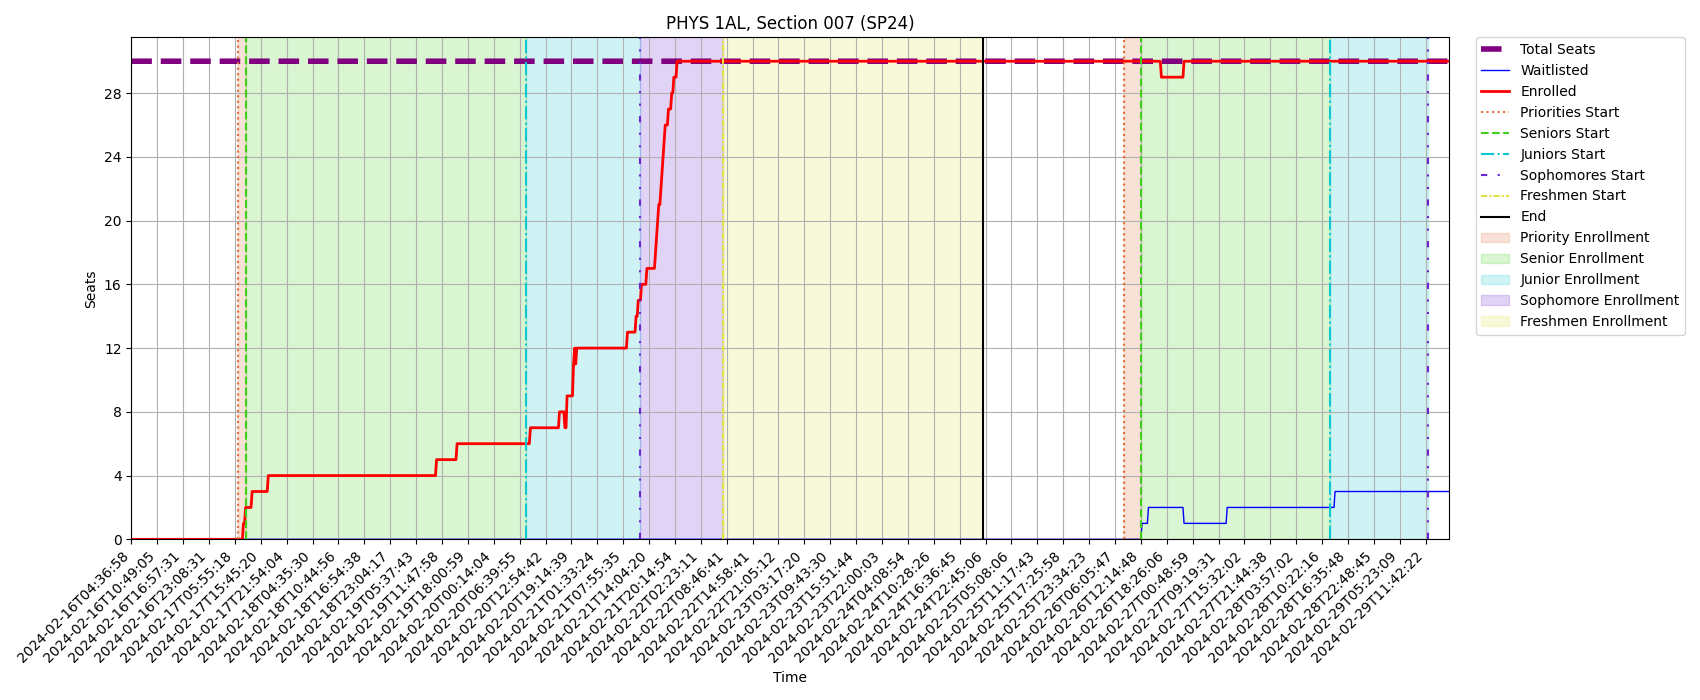 PHYS 1AL, Section 007 (SP24)
Seats
28
24
20
16
12
8
4
0
2024-02-16T04:36:58
2024-02-16T10:49:05
2024-02-16T16:57:31
2024-02-16T23:08:31
2024-02-17T05:55:18
2024-02-17T15:45:20
2024-02-17T21:54:04
2024-02-18T04:35:30
2024-02-18T10:44:56
2024-02-18T16:54:38
2024-02-18T23:04:17
2024-02-19T05:37:43
2024-02-19T11:47:58
2024-02-19T18:00:59
2024-02-20T00:14:04
2024-02-20T06:39:55
2024-02-20T12:54:42
2024-02-20T19:14:39
2024-02-21T01:33:24
2024-02-21T07:55:35
2024-02-21T14:04:20
2024-02-21T20:14:54
2024-02-22T02:23:11
2024-02-22T08:46:41
2024-02-22T14:58:41
2024-02-22T21:05:12
2024-02-23T03:17:20
2024-02-23T09:43:30
2024-02-23T15:51:44
2024-02-23T22:00:03
2024-02-24T04:08:54
2024-02-24T10:28:26
2024-02-24T16:36:45
2024-02-24T22:45:06
2024-02-25T05:08:06
2024-02-25T11:17:43
2024-02-25T17:25:58
2024-02-25T23:34:23
2024-02-26T06:05:47
2024-02-26T12:14:48
2024-02-26T18:26:06
2024-02-27T00:48:59
2024-02-27T09:19:31
2024-02-27T15:32:02
2024-02-27T21:44:38
2024-02-28T03:57:02
2024-02-28T10:22:16
2024-02-28T16:35:48
2024-02-28T22:48:45
2024-02-29T05:23:09
2024-02-29T11:42:22
Time
Total Seats
Waitlisted
Enrolled
Priorities Start
Seniors Start
Juniors Start
Sophomores Start
Freshmen Start
End
Priority Enrollment
Senior Enrollment
Junior Enrollment
Sophomore Enrollment
Freshmen Enrollment